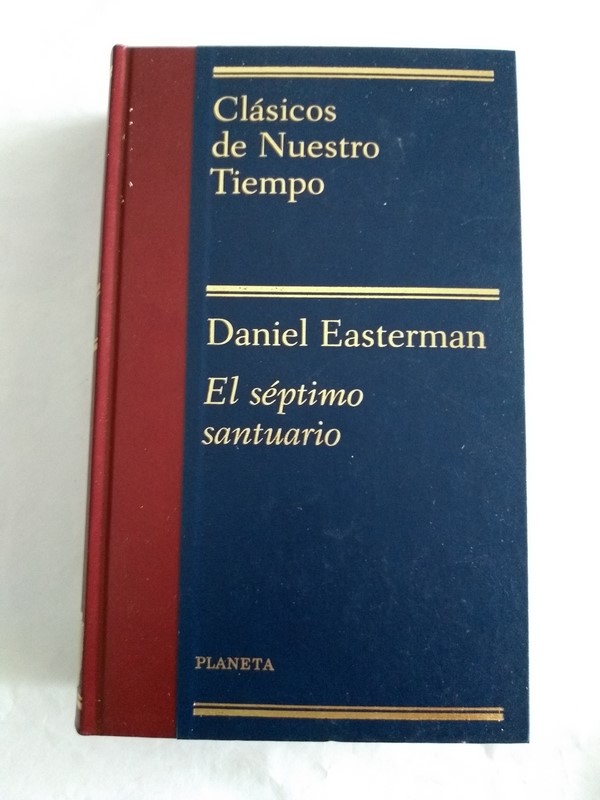 Clásicos
de Nuestro
Tiempo
Daniel Easterman
El séptimo
santuario
PLANETA